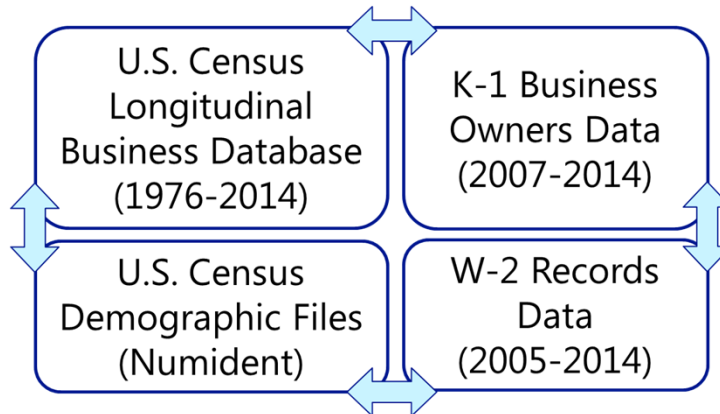 U.S. Census
Longitudinal
Business Database
(1976-2014)
K-1 Business
Owners Data
(2007-2014)
U.S. Census
Demographic Files
(Numident)
W-2 Records
Data
(2005-2014)